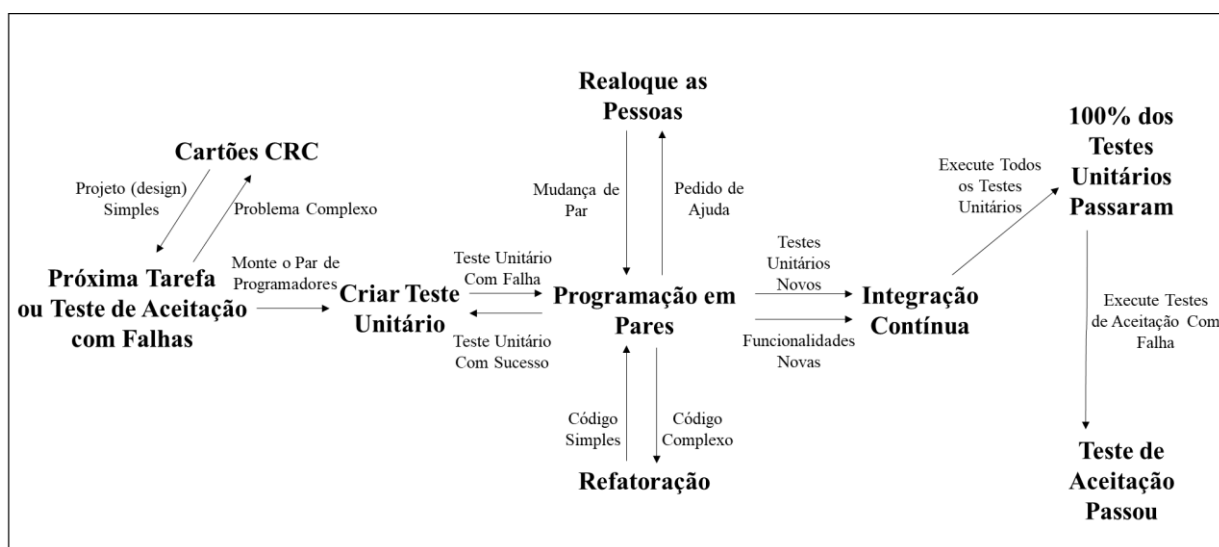 Realoque as
Pessoas
100% dos
Testes
Unitários
Passaram
Cartões CRC
Execute Todos
os Testes
Unitários
Projeto (design)
Simples
Problema Complexo
Mudança de
Par
Pedido de
Ajuda
Próxima Tarefa
ou Teste de Aceitação
com Falhas
Monte o Par de
Programadores
Criar Teste
Unitário
Teste Unitário
Com Falha
Teste Unitário
Com Sucesso
Programação em
Pares
Testes
Unitários
Novos
Funcionalidades
Novas
Integração
Contínua
Execute Testes
de Aceitação Com
Falha
Código
Simples
Código
Complexo
Refatoração
Teste de
Aceitação
Passou